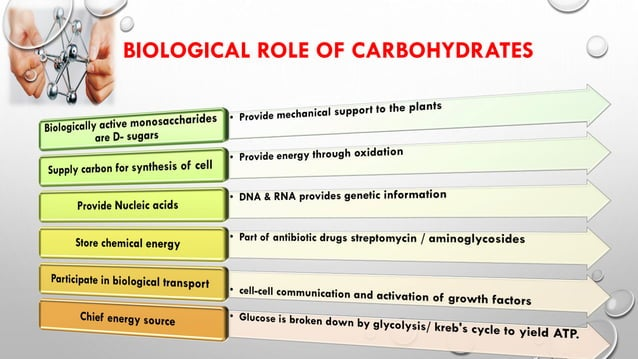 BIOLOGICAL ROLE OF CARBOHYDRATES
Biologically active monosaccharides
are D- sugars
• Provide mechanical support to the plants
Supply carbon for synthesis of cell
• Provide energy through oxidation
Provide Nucleic acids
• DNA & RNA provides genetic information
Store chemical energy
• Part of antibiotic drugs streptomycin / aminoglycosides
Participate in biological transport
• cell-cell communication and activation of growth factors
Chief energy source
• Glucose is broken down by glycolysis/ kreb's cycle to yield ATP.